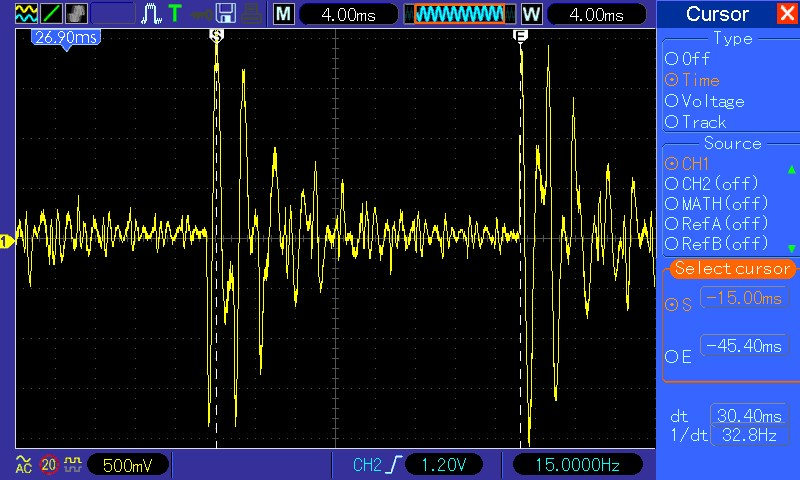 T M 4.00ms W 4.00ms Cursor
26.90ms
S E
1
Type
Off
Time
Voltage
Track
Source
CH1
CH2(off)
MATH(off)
RefA(off)
RefB(off)
Select cursor
S -15.00ms
E -45.40ms
dt 30.40ms
1/dt 32.8Hz
AC 20 500mV CH2 1.20V 15.0000Hz